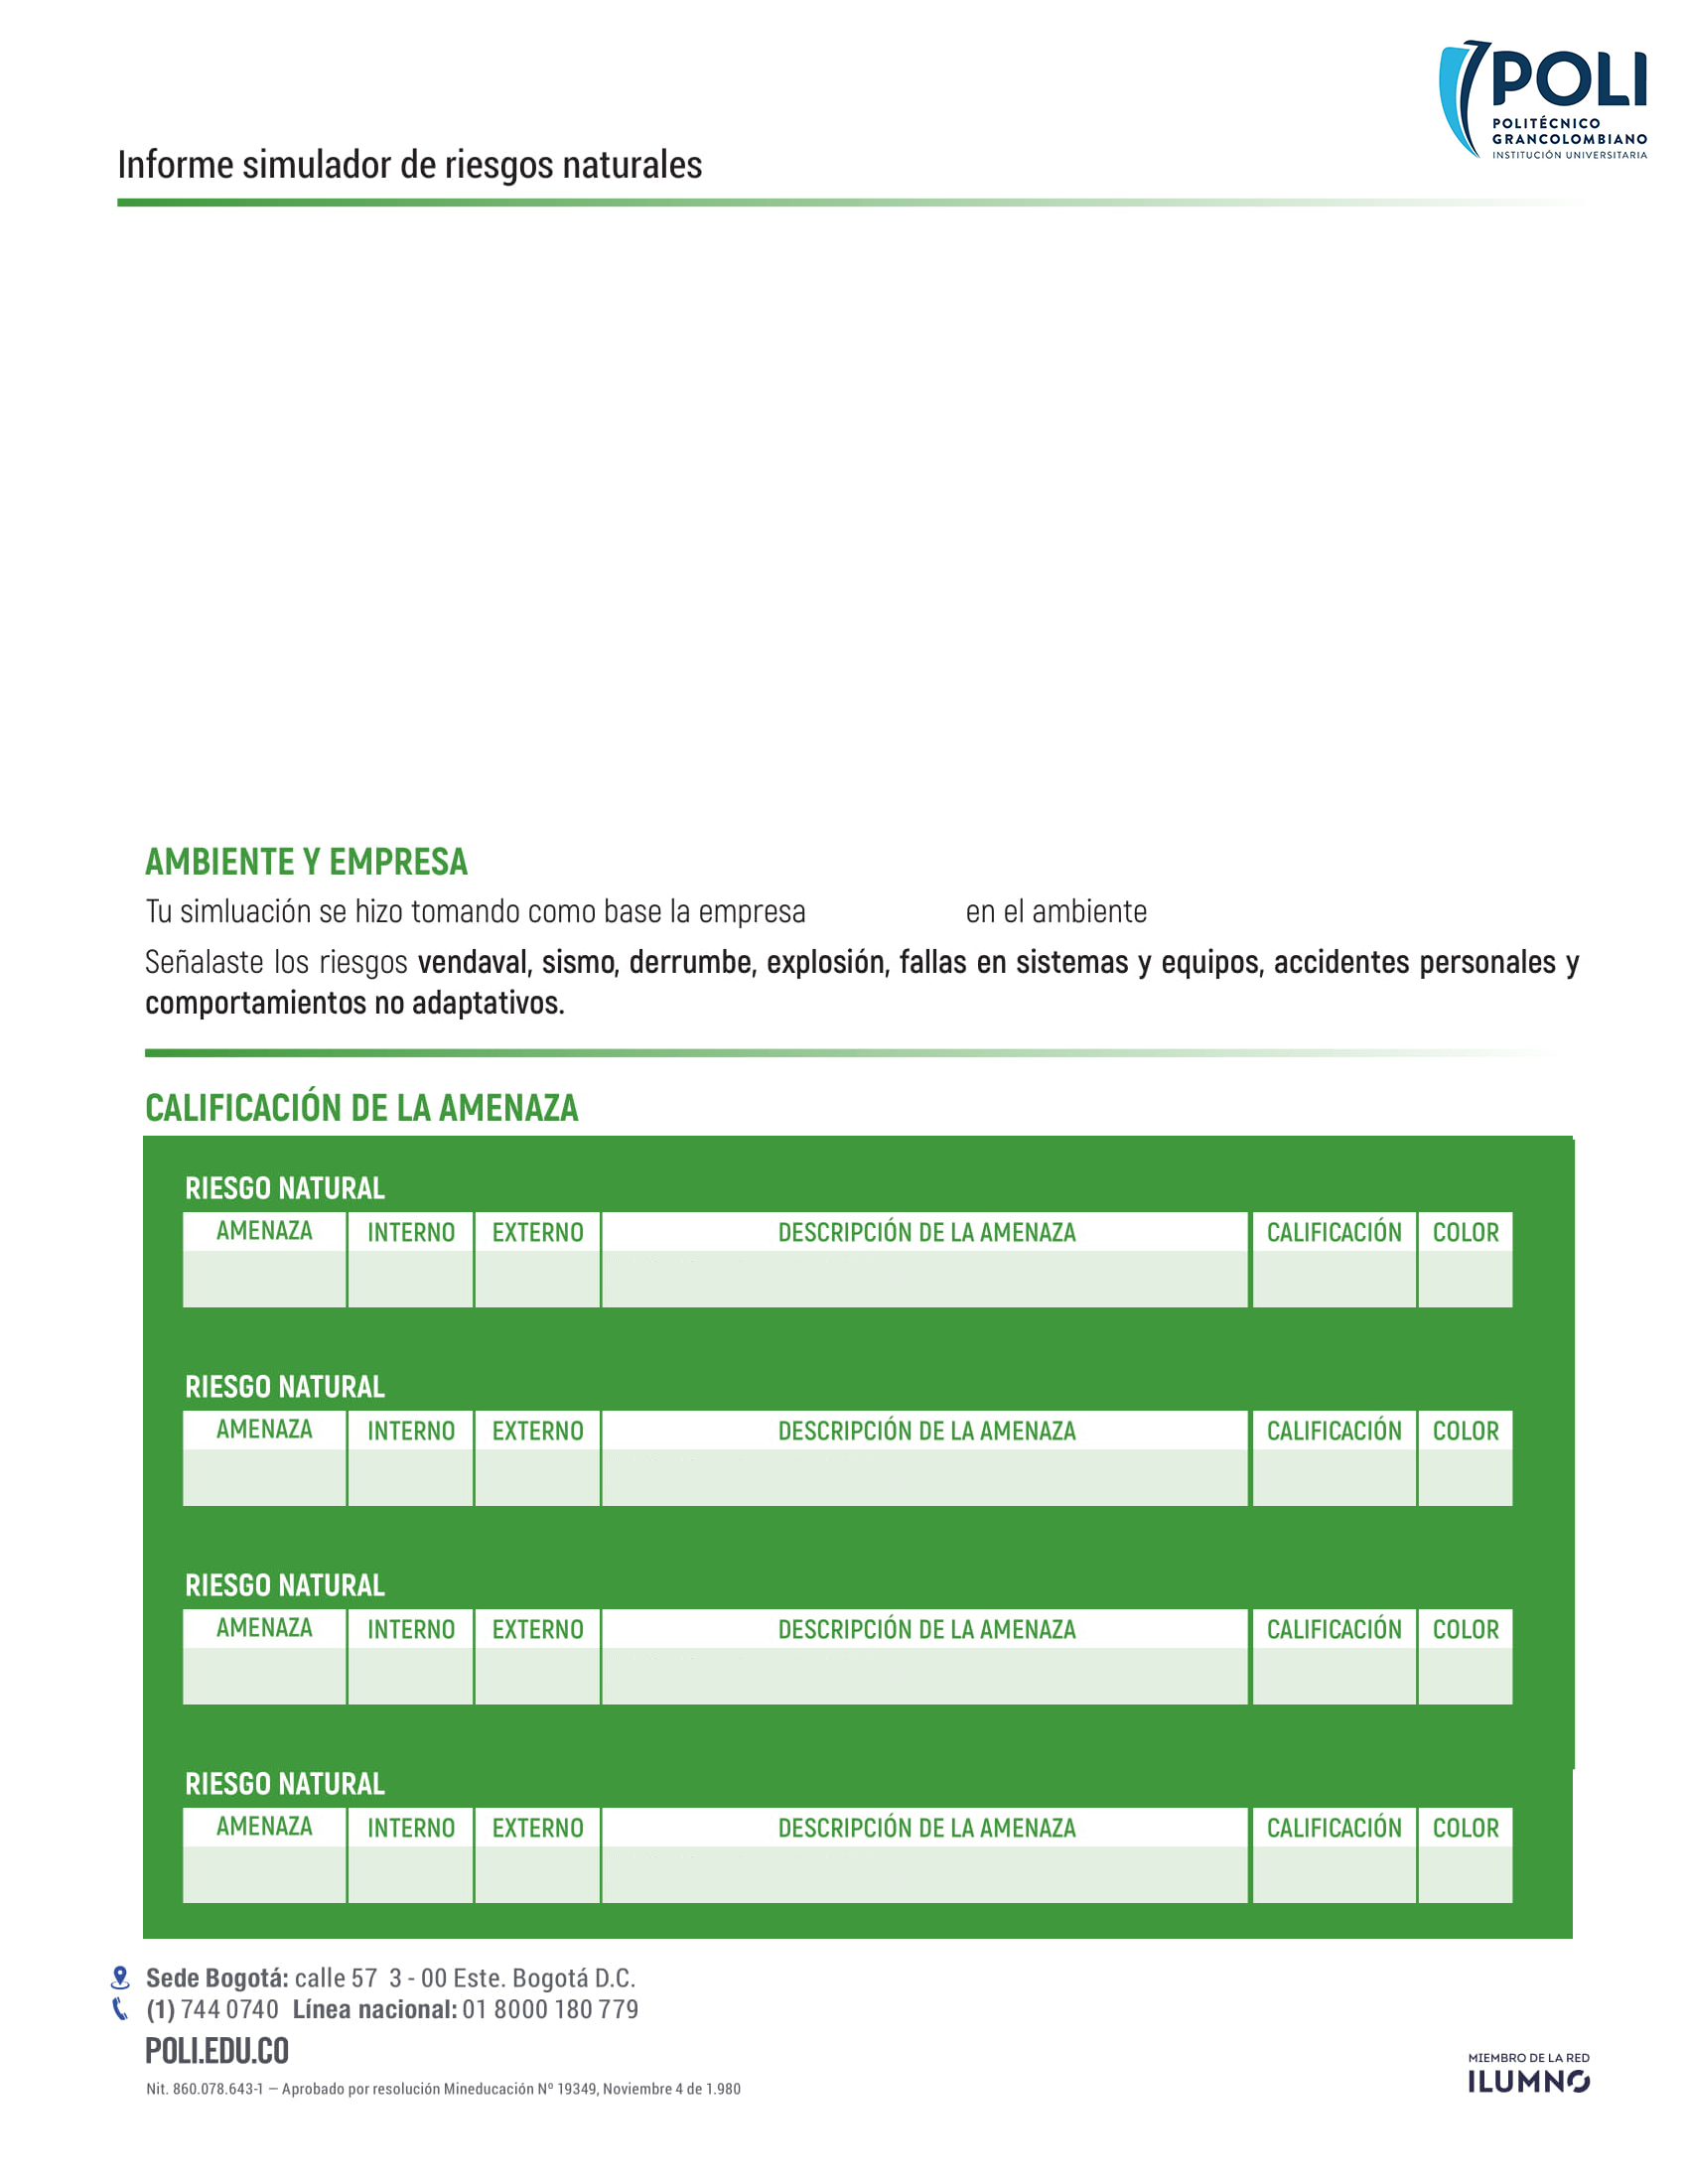 POLI
POLITÉCNICO
GRANCOLOMBIANO
INSTITUCIÓN UNIVERSITARIA
Informe simulador de riesgos naturales
AMBIENTE Y EMPRESA
Tu simluación se hizo tomando como base la empresa en el ambiente
Señalaste los riesgos vendaval, sismo, derrumbe, explosión, fallas en sistemas y equipos, accidentes personales y
comportamientos no adaptativos.
CALIFICACIÓN DE LA AMENAZA
RIESGO NATURAL
AMENAZA INTERNO EXTERNO DESCRIPCIÓN DE LA AMENAZA CALIFICACIÓN COLOR
RIESGO NATURAL
AMENAZA INTERNO EXTERNO DESCRIPCIÓN DE LA AMENAZA CALIFICACIÓN COLOR
RIESGO NATURAL
AMENAZA INTERNO EXTERNO DESCRIPCIÓN DE LA AMENAZA CALIFICACIÓN COLOR
RIESGO NATURAL
AMENAZA INTERNO EXTERNO DESCRIPCIÓN DE LA AMENAZA CALIFICACIÓN COLOR
Sede Bogotá: calle 57 3 - 00 Este. Bogotá D.C.
(1) 744 0740 Línea nacional: 01 8000 180 779
POLI.EDU.CO
Nit. 860.078.643-1 — Aprobado por resolución Mineducación Nº 19349, Noviembre 4 de 1.980
MIEMBRO DE LA RED
ILUMNO